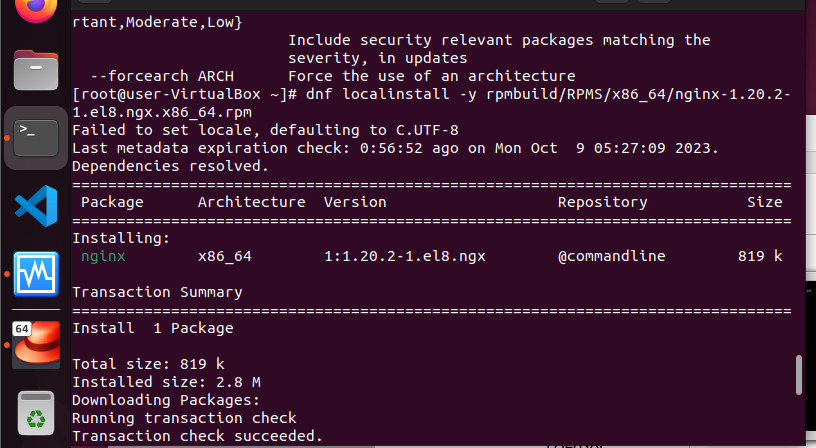 rtant,Moderate,Low}
Include security relevant packages matching the
severity, in updates
--forcearch ARCH Force the use of an architecture
[root@user-VirtualBox ~]# dnf localinstall -y rpmbuild/RPMS/x86_64/nginx-1.20.2-
1.el8.ngx.x86_64.rpm
Failed to set locale, defaulting to C.UTF-8
Last metadata expiration check: 0:56:52 ago on Mon Oct  9 05:27:09 2023.
Dependencies resolved.
================================================================================
Package Architecture Version Repository Size
================================================================================
Installing:
nginx x86_64 1:1.20.2-1.el8.ngx @commandline 819 k
Transaction Summary
================================================================================
Install  1 Package
Total size: 819 k
Installed size: 2.8 M
Downloading Packages:
Running transaction check
Transaction check succeeded.
>_
64